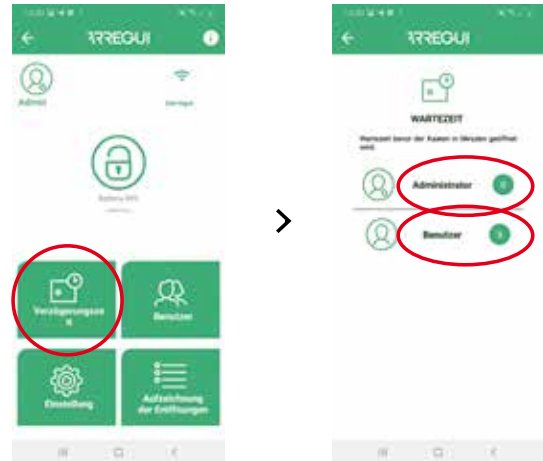 ARREGUI
Admin
Verzögerungszei
t
Benutzer
Einstellung
Aufzeichnung
der Eröffnungen
>
ARREGUI
WARTEZEIT
Wartezeit bevor der Kasten in Minuten geöffnet
wird
Administrator
Benutzer